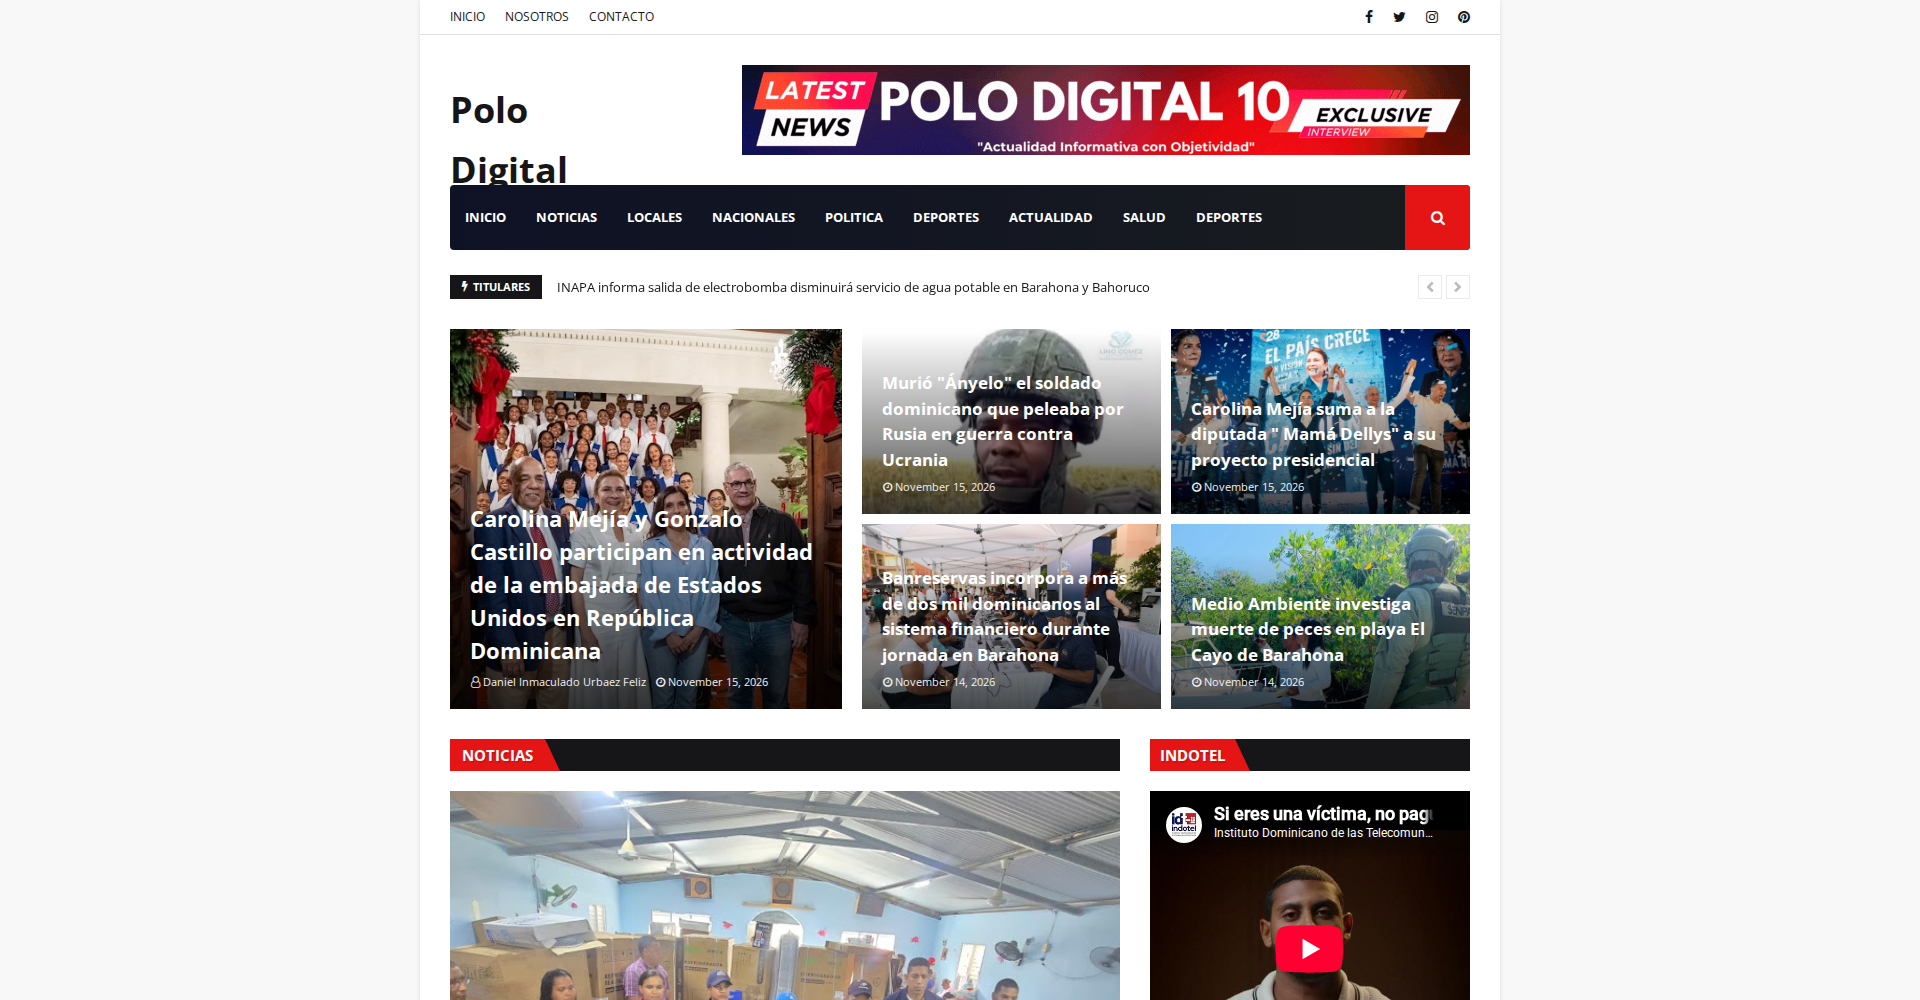 INICIO NOSOTROS CONTACTO
Polo
Digital
LATEST
NEWS
POLO DIGITAL 10
EXCLUSIVE
INTERVIEW
"Actualidad Informativa con Objetividad"
INICIO NOTICIAS LOCALES NACIONALES POLITICA DEPORTES ACTUALIDAD SALUD DEPORTES
TITULARES
INAPA informa salida de electrobomba disminuirá servicio de agua potable en Barahona y Bahoruco
Carolina Mejía y Gonzalo
Castillo participan en actividad
de la embajada de Estados
Unidos en República
Dominicana
Daniel Inmaculado Urbaez Feliz November 15, 2026
LINO GOMEZ
Murió "Ányelo" el soldado
dominicano que peleaba por
Rusia en guerra contra
Ucrania
November 15, 2026
28
EL PAÍS CRECE
Carolina Mejía suma a la
diputada " Mamá Dellys" a su
proyecto presidencial
November 15, 2026
Banreservas incorpora a más
de dos mil dominicanos al
sistema financiero durante
jornada en Barahona
November 14, 2026
Medio Ambiente investiga
muerte de peces en playa El
Cayo de Barahona
November 14, 2026
NOTICIAS
INDOTEL
indotel
Si eres una víctima, no pag
Instituto Dominicano de las Telecomun...